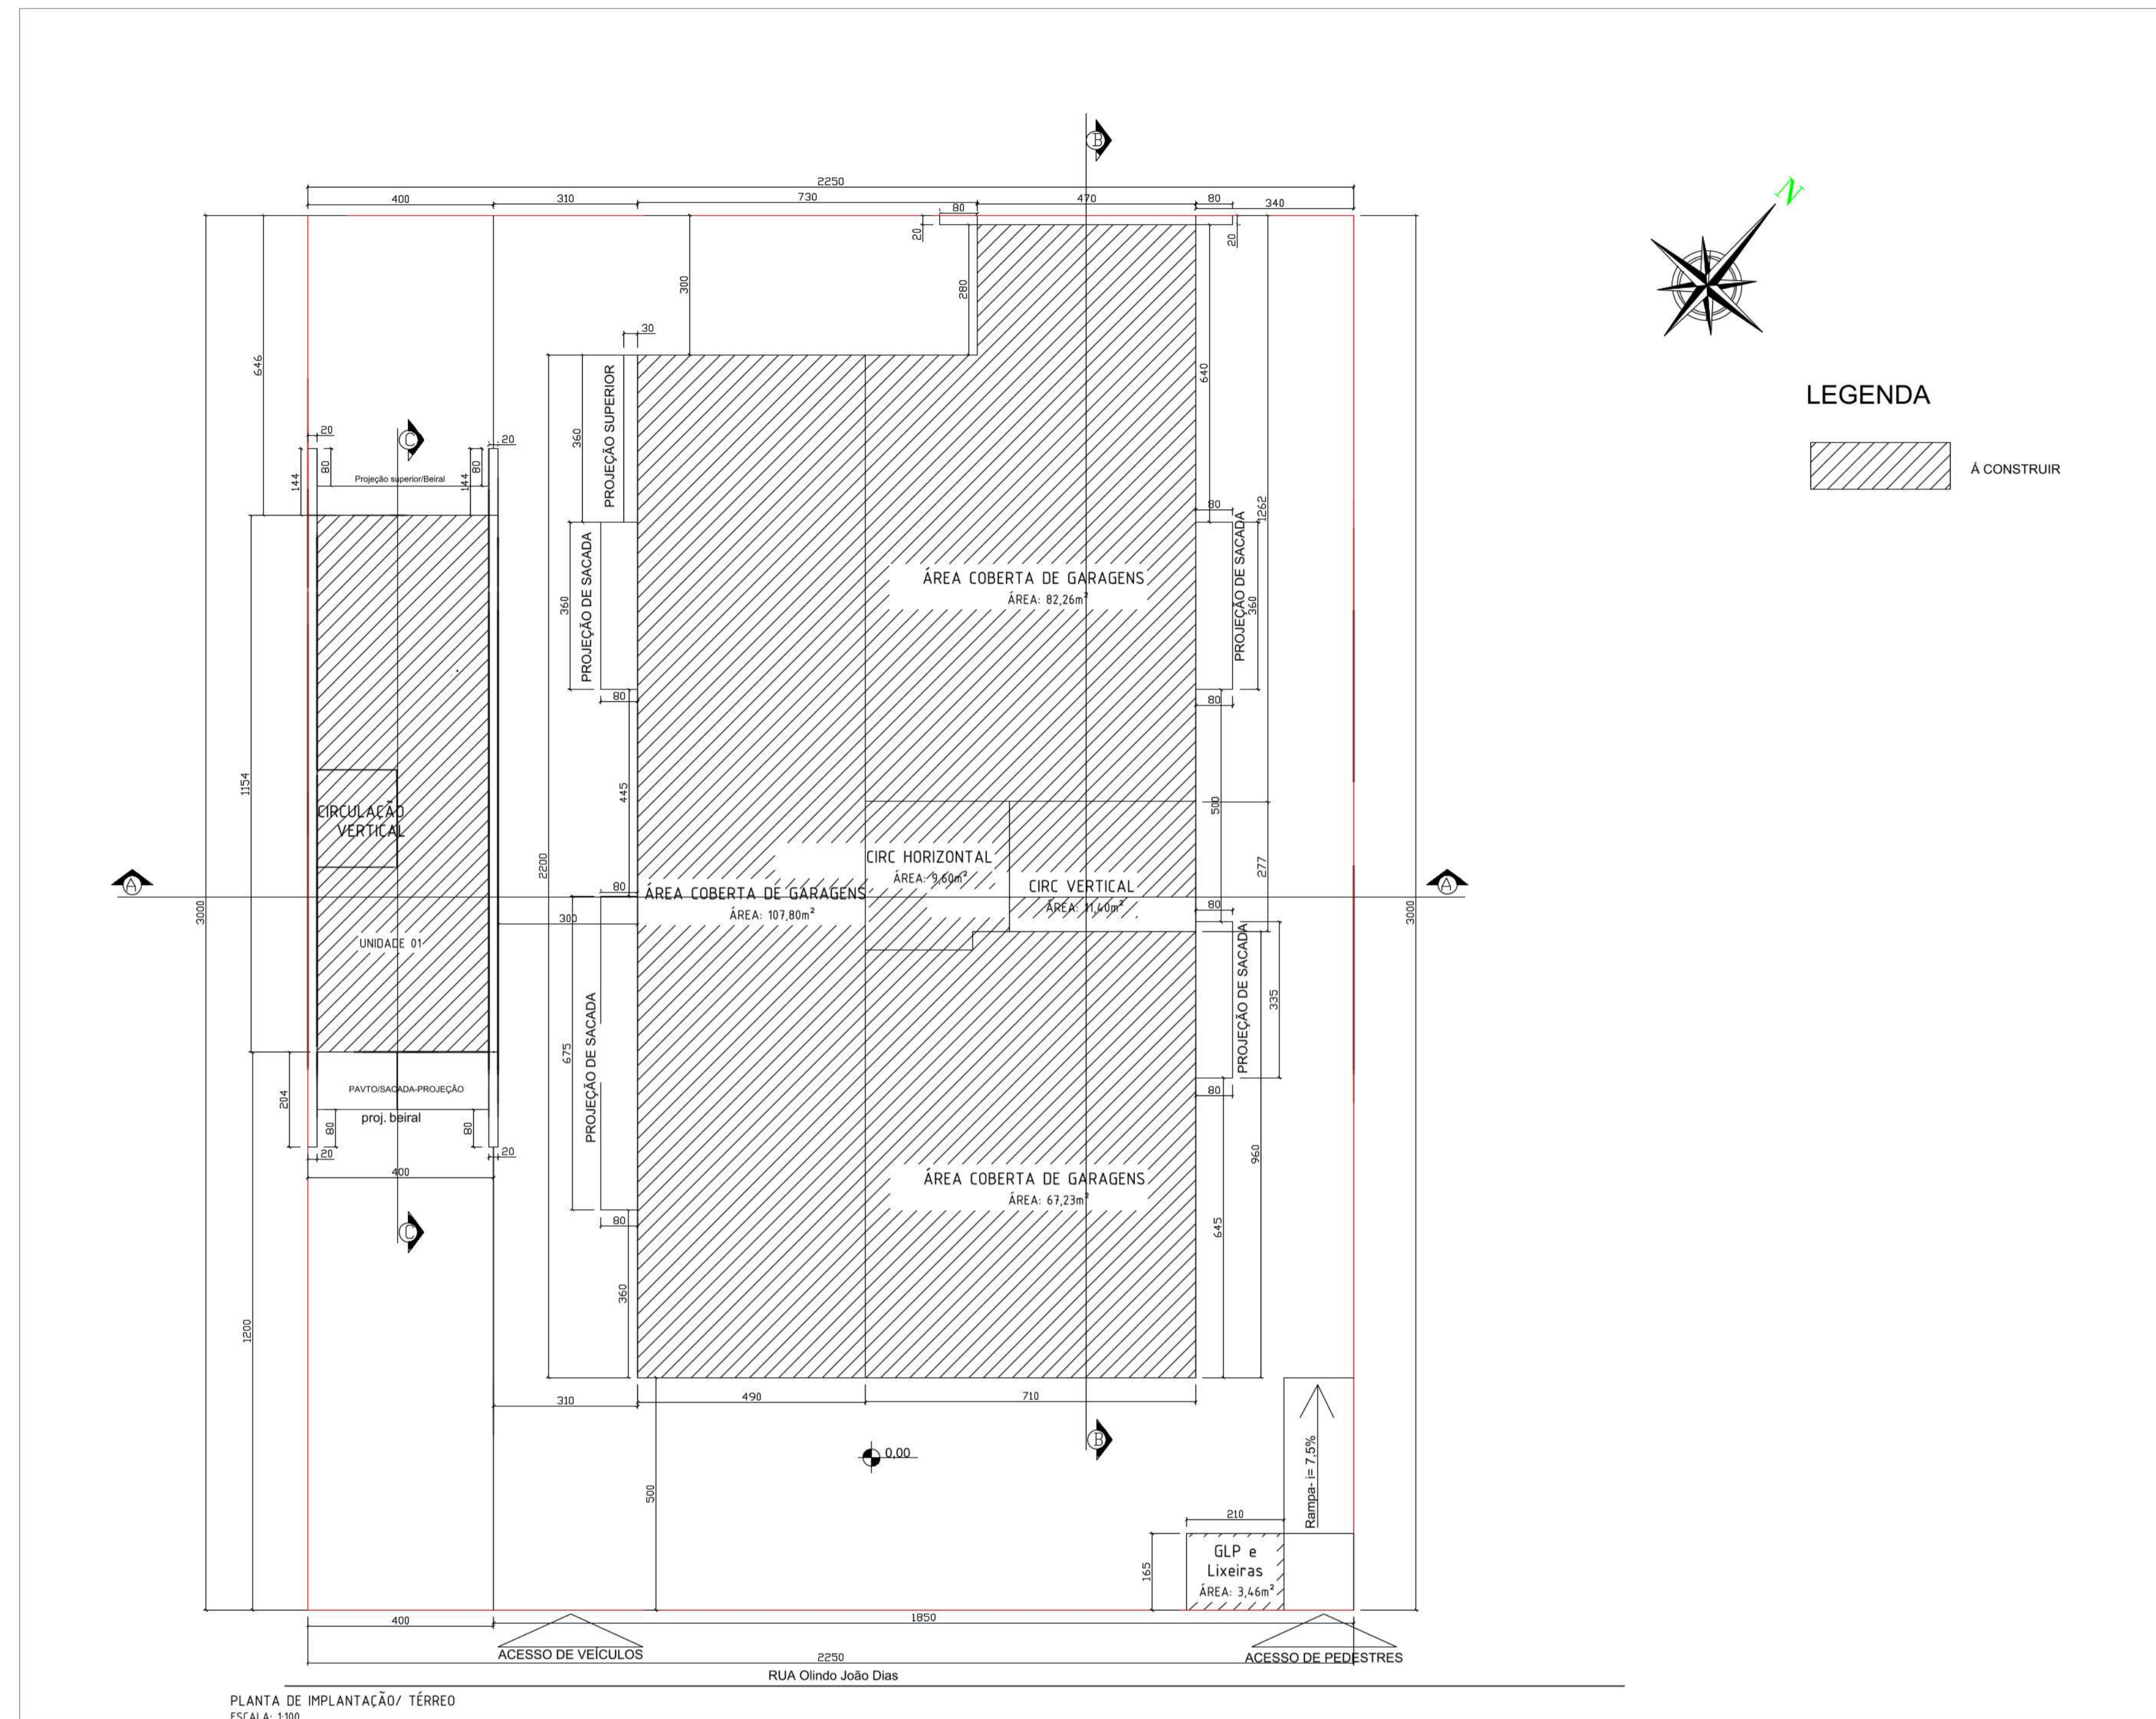 B
N
2250
400
310
730
470
80
340
80
20
20
300
280
640
646
30
LEGENDA
Á CONSTRUIR
360
PROJEÇÃO SUPERIOR
C
20
20
144
80
Projeção superior/Beiral
144
80
80
1262
PROJEÇÃO DE SACADA
360
360
PROJEÇÃO DE SACADA
ÁREA COBERTA DE GARAGENS
ÁREA: 82,26m²
80
80
1154
445
500
CIRCULAÇÃO
VERTICAL
2200
277
CIRC HORIZONTAL
ÁREA: 9,60m²
CIRC VERTICAL
ÁREA: 11,40m²
A
A
3000
3000
80
ÁREA COBERTA DE GARAGENS
ÁREA: 107,80m²
80
300
UNIDADE 01
PROJEÇÃO DE SACADA
335
675
PROJEÇÃO DE SACADA
204
PAVTO/SACADA-PROJEÇÃO
proj. beiral
80
80
80
20
20
400
960
ÁREA COBERTA DE GARAGENS
ÁREA: 67,23m²
C
80
645
1200
360
310
490
710
B
0,00
Rampa- i= 7,5%
500
210
165
GLP e
Lixeiras
ÁREA: 3,46m²
400
1850
ACESSO DE VEÍCULOS
2250
ACESSO DE PEDESTRES
RUA Olindo João Dias
PLANTA DE IMPLANTAÇÃO/ TÉRREO
ESCALA: 1:100